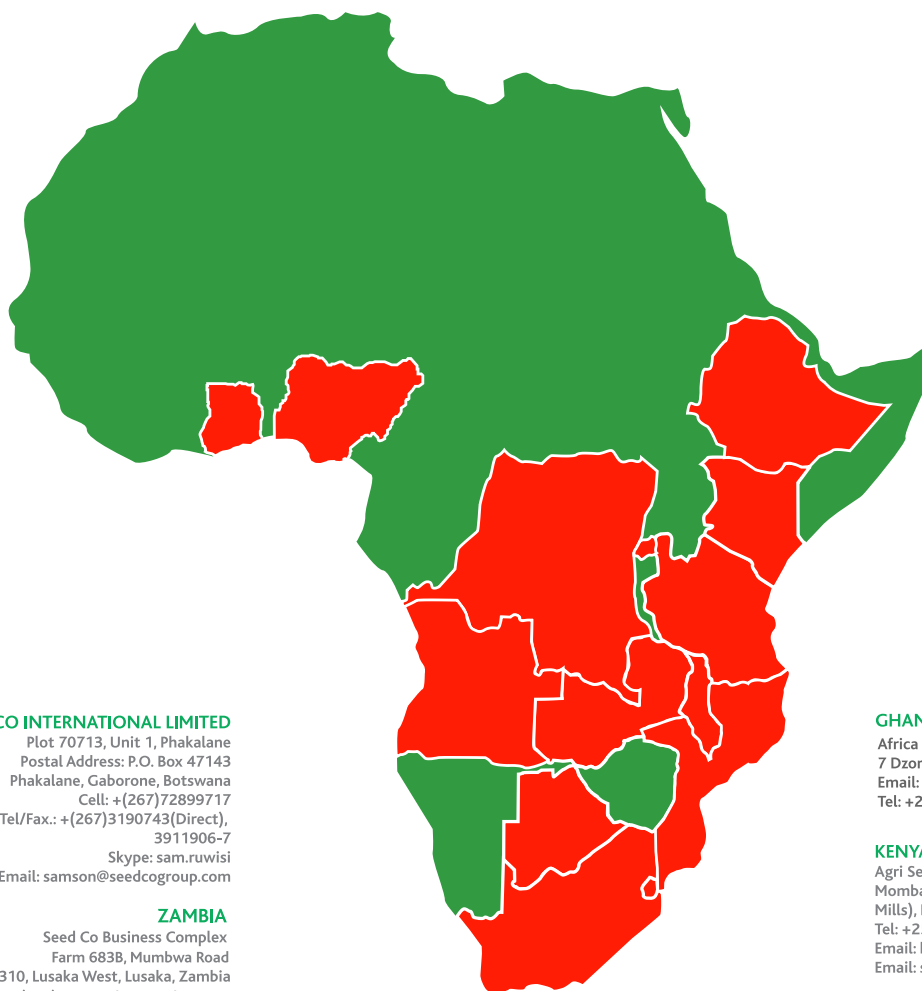 CO INTERNATIONAL LIMITED
Plot 70713, Unit 1, Phakalane
Postal Address: P.O. Box 47143
Phakalane, Gaborone, Botswana
Cell: +(267)72899717
Tel/Fax.: +(267)3190743(Direct),
3911906-7
Skype: sam.ruwisi
Email: samson@seedcogroup.com
ZAMBIA
Seed Co Business Complex
Farm 683B, Mumbwa Road
310, Lusaka West, Lusaka, Zambia
GHAN
Africa
7 Dzor
Email:
Tel: +2
KENYA
Agri Se
Momba
Mills),
Tel: +2
Email:
Email: s